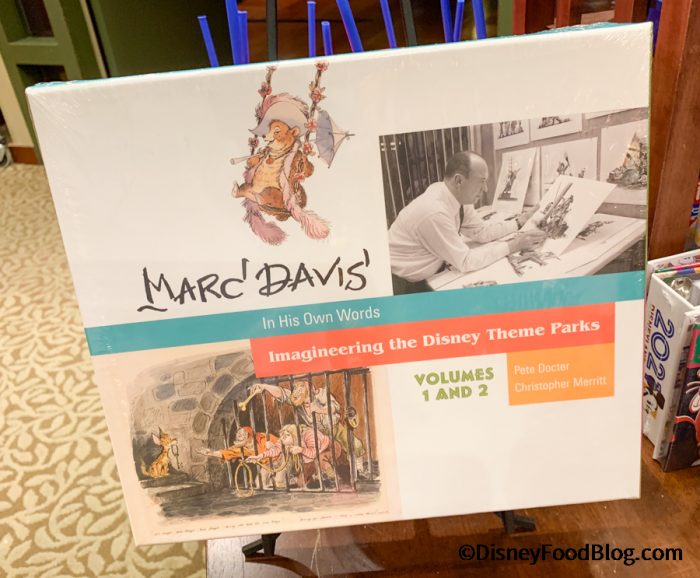 MARC DAVIS
In His Own Words
Imagineering the Disney Theme Parks
VOLUMES
1 AND 2
Pete Docter
Christopher Merritt
©DisneyFoodBlog.com